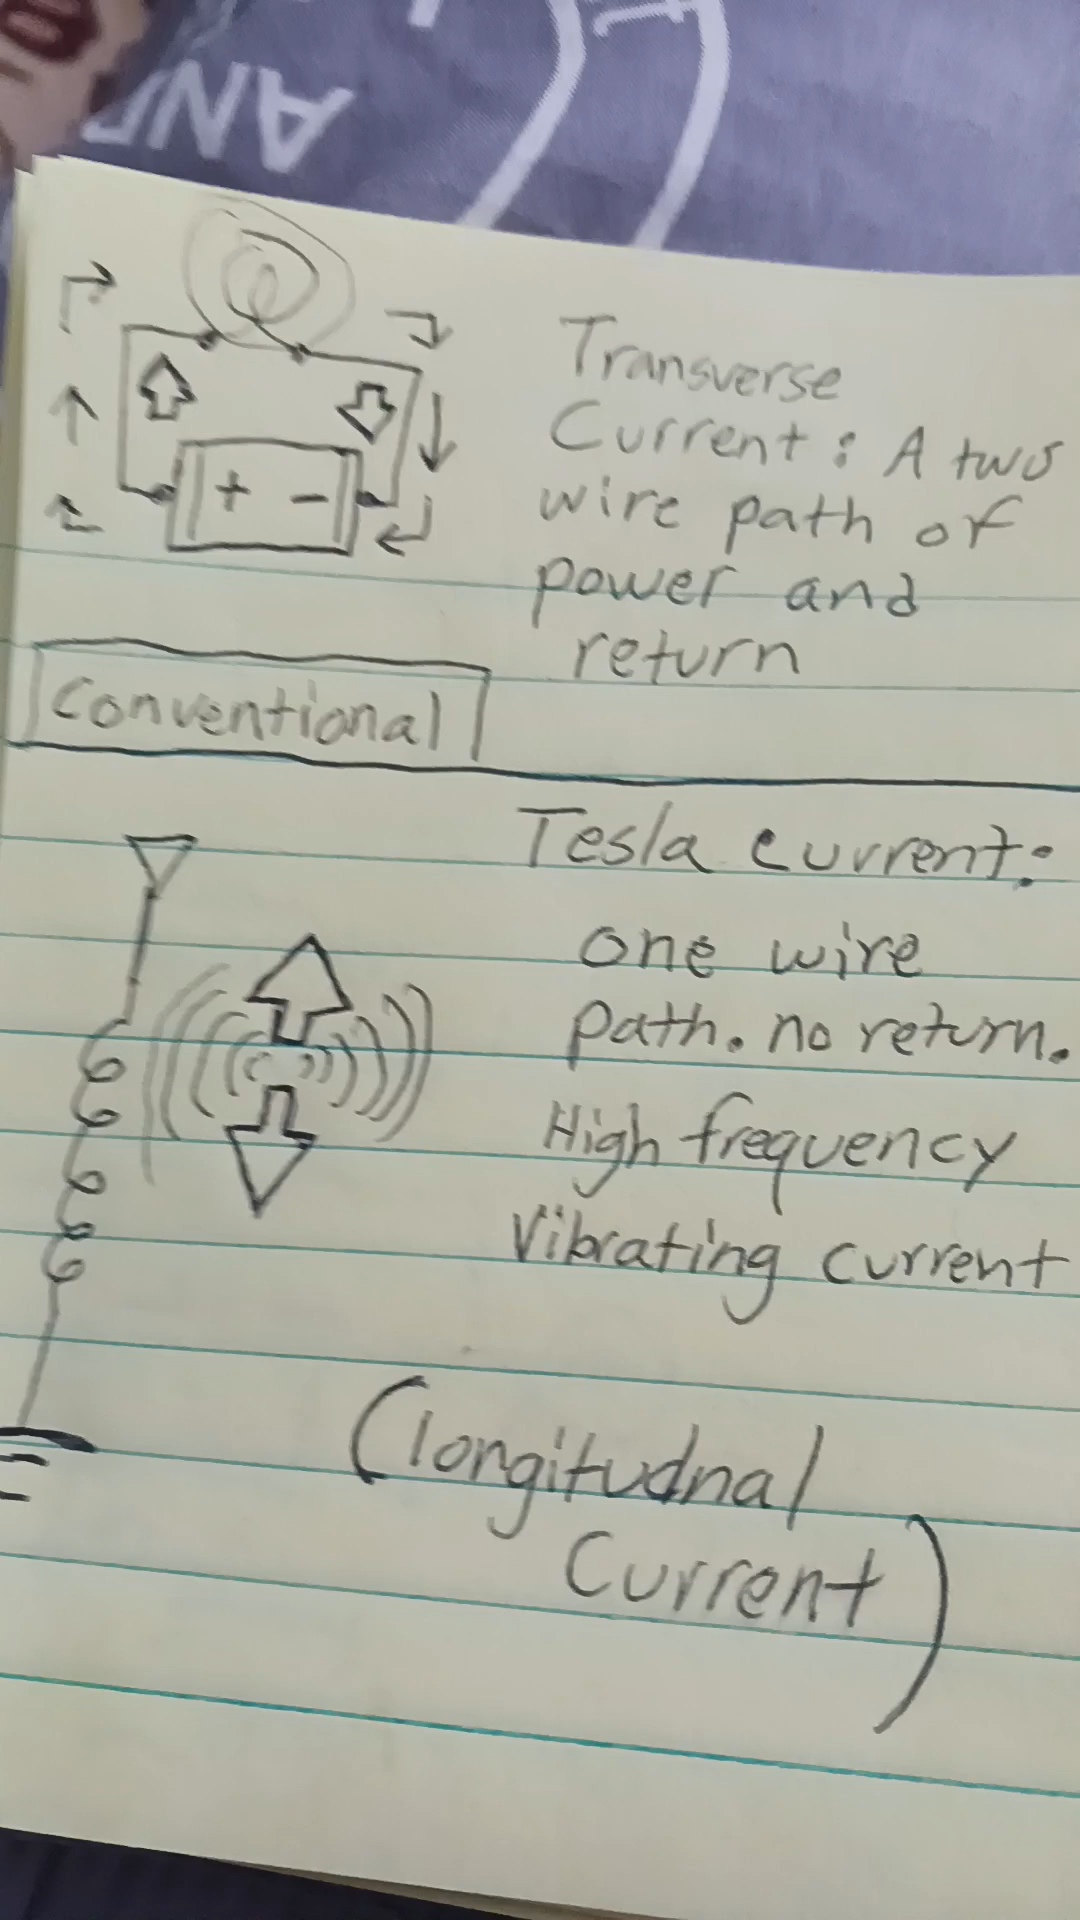 AN
Transverse
Current: A two
wire path of
power and
return
+ -
Conventional
Tesla current:
one wire
path. no return.
High frequency
Vibrating current
(longitudnal
Current)